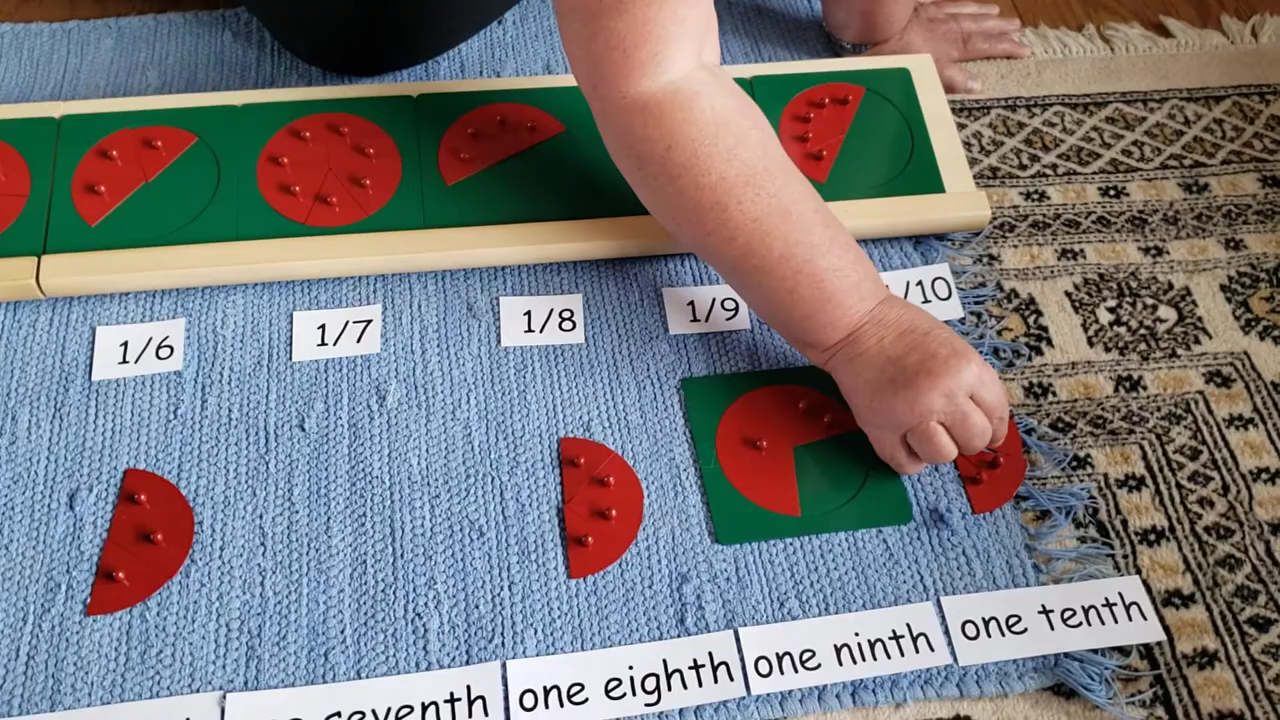 1/6
1/7
1/8
1/9
/10
seventh
one eighth
one ninth
one tenth